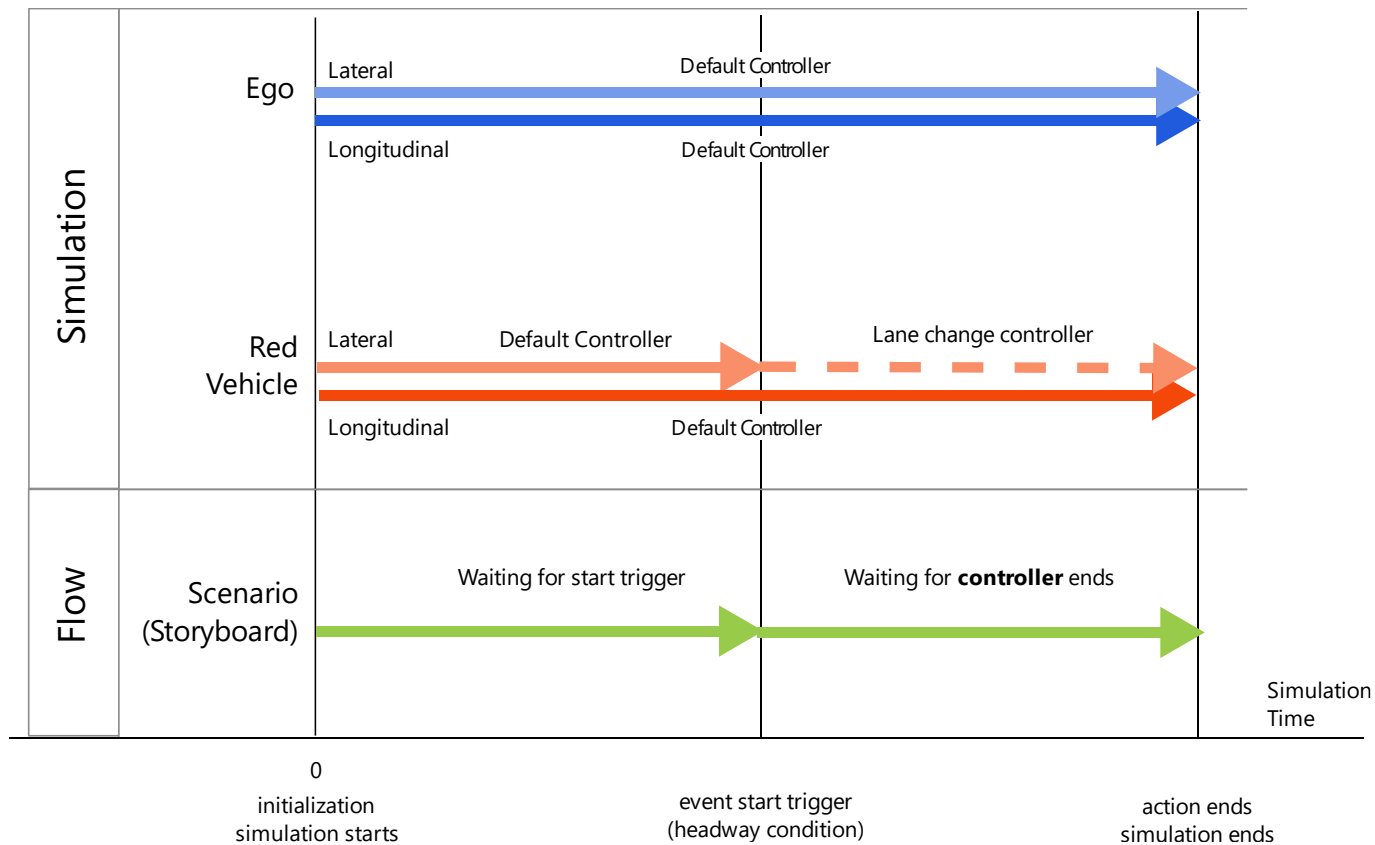 Simulation
Ego
Lateral
Default Controller
Longitudinal
Default Controller
Red
Vehicle
Lateral
Default Controller
Lane change controller
Longitudinal
Default Controller
Flow
Scenario
(Storyboard)
Waiting for start trigger
Waiting for controller ends
Simulation
Time
0
initialization
simulation starts
event start trigger
(headway condition)
action ends
simulation ends